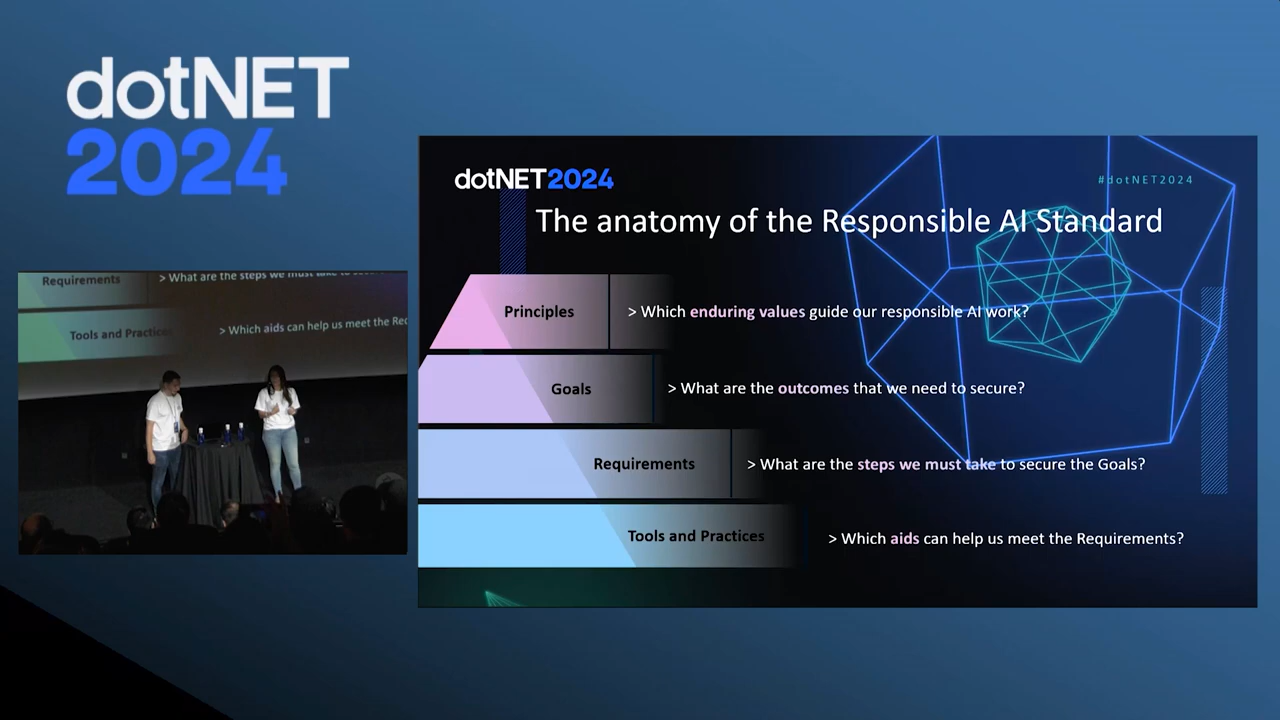 dotNET
2024
Requirements
> What are the steps we must take to
Tools and Practices
> Which aids can help us meet the Req
dotNET2024
#dotNET2024
The anatomy of the Responsible AI Standard
Principles
> Which enduring values guide our responsible AI work?
Goals
> What are the outcomes that we need to secure?
Requirements
> What are the steps we must take to secure the Goals?
Tools and Practices
> Which aids can help us meet the Requirements?